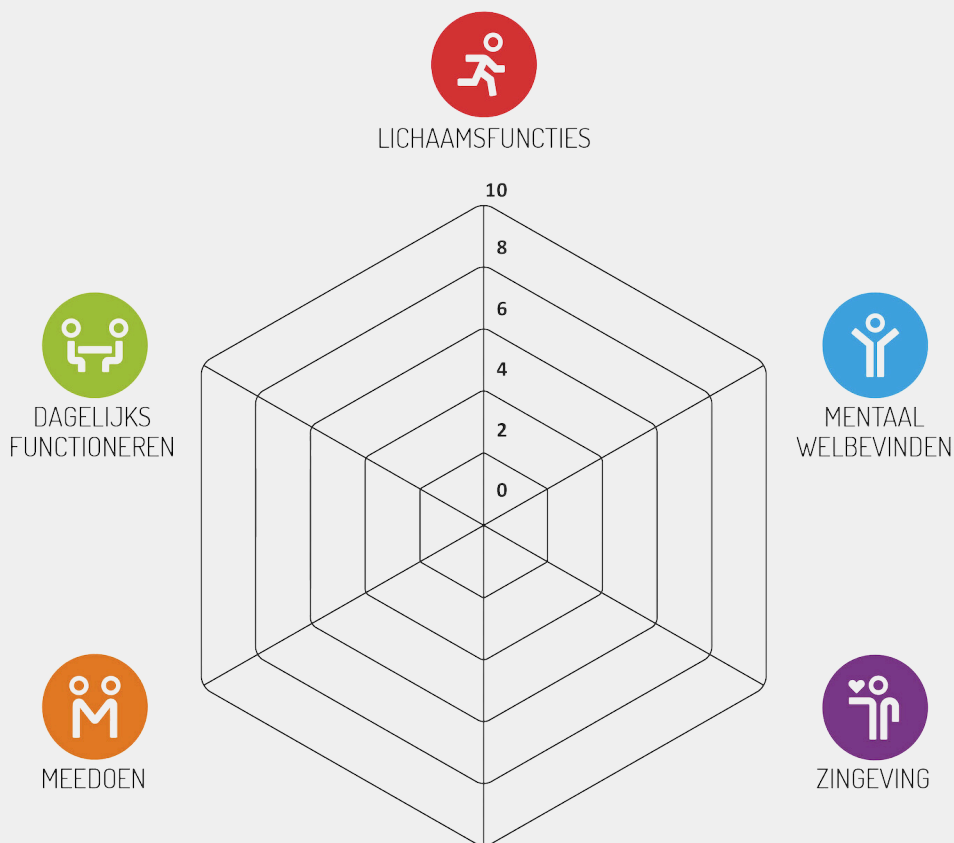 LICHAAMSFUNCTIES
10
8
6
4
2
0
DAGELIJKS
FUNCTIONEREN
MENTAAL
WELBEVINDEN
MEEDOEN
ZINGEVING